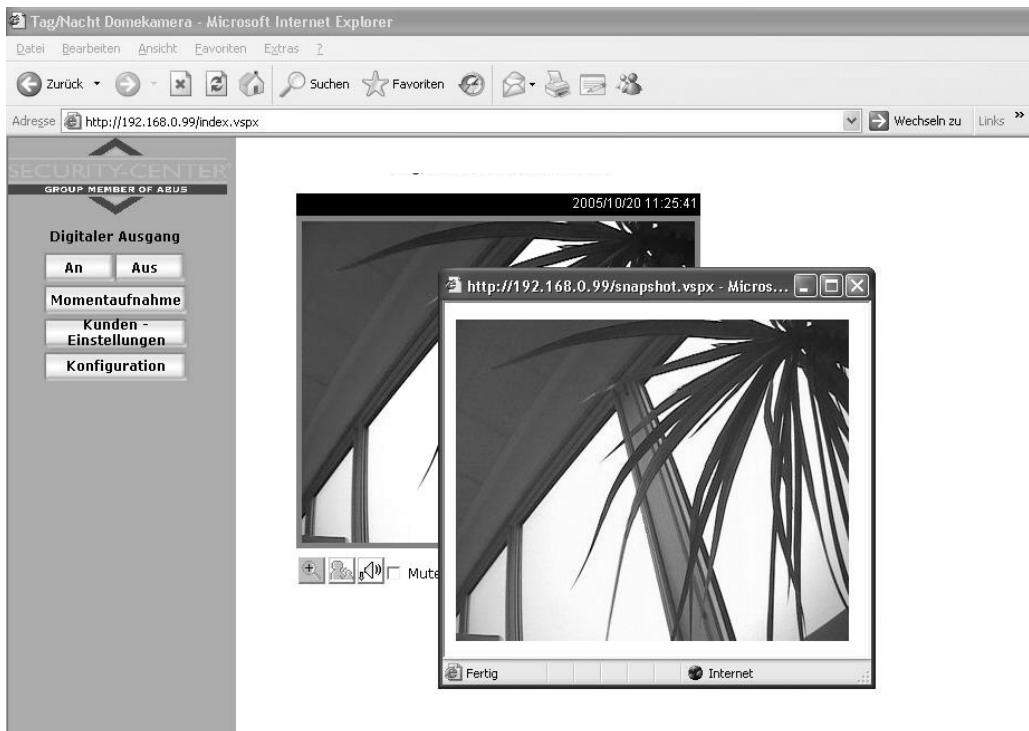 Tag/Nacht Domekamera - Microsoft Internet Explorer
Datei Bearbeiten Ansicht Favoriten Extras ?
Zurück Suchen Favoriten
Adresse http://192.168.0.99/index.vspx Wechseln zu Links »
SECURITY-CENTER®
GROUP MEMBER OF ABUS
Digitaler Ausgang
An Aus
Momentaufnahme
Kunden -
Einstellungen
Konfiguration
2005/10/20 11:25:41
http://192.168.0.99/snapshot.vspx - Micros...
Mute
Fertig Internet